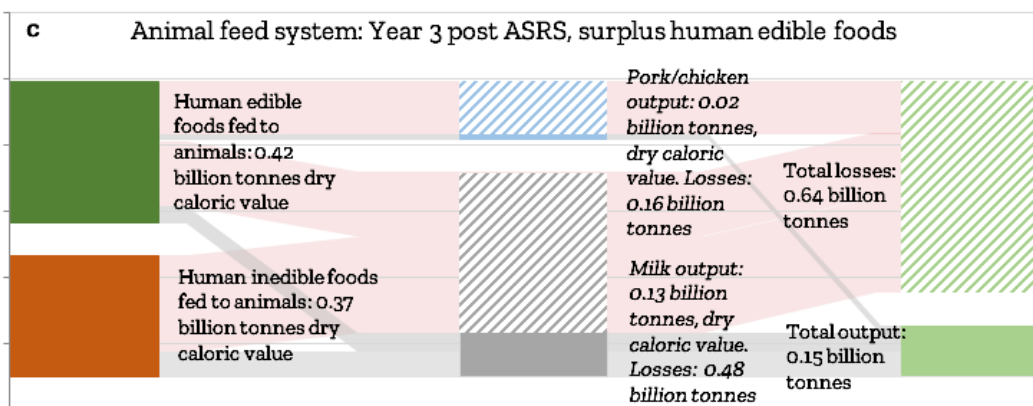 c
Animal feed system: Year 3 post ASRS, surplus human edible foods
Human edible
foods fed to
animals: 0.42
billion tonnes dry
caloric value
Human inedible foods
fed to animals: 0.37
billion tonnes dry
caloric value
Pork/chicken
output: 0.02
billion tonnes,
dry caloric
value. Losses:
0.16 billion
tonnes
Milk output:
0.13 billion
tonnes, dry
caloric value.
Losses: 0.48
billion tonnes
Total losses:
0.64 billion
tonnes
Total output:
0.15 billion
tonnes